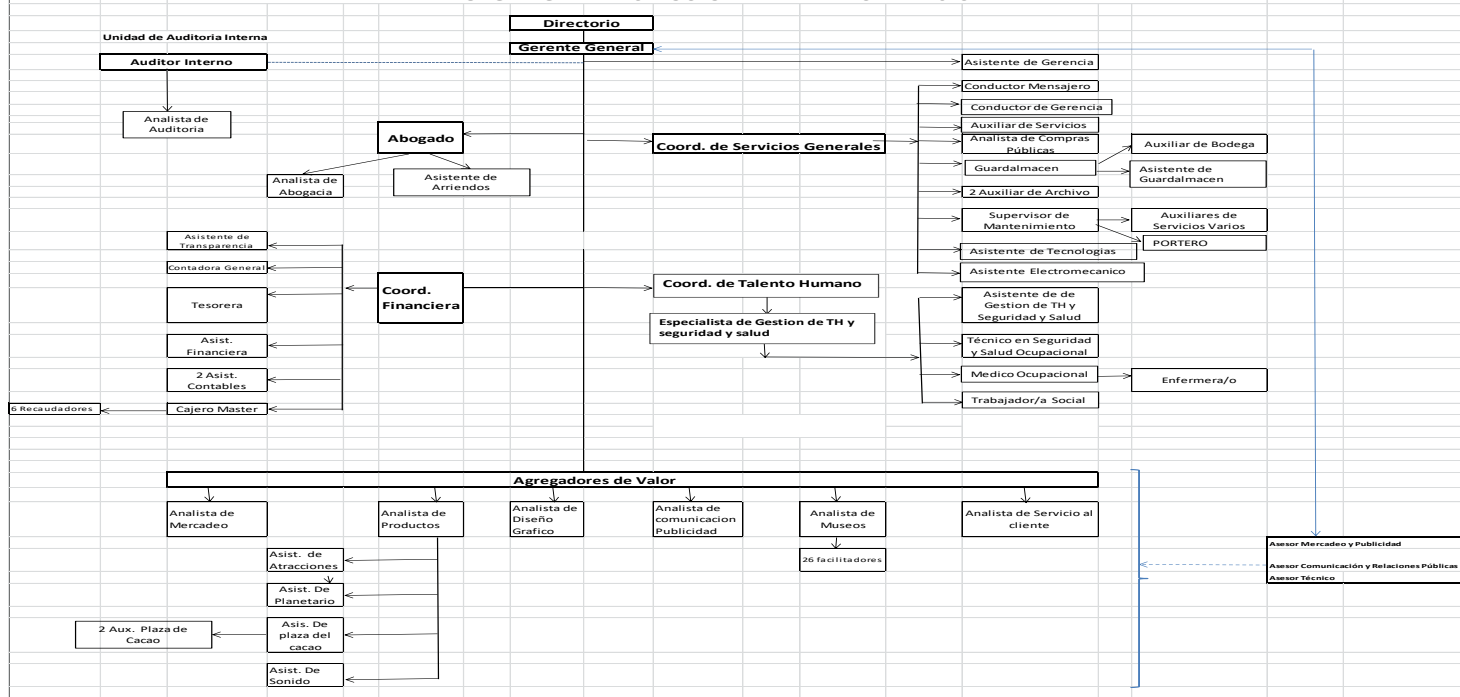 Directorio
Unidad de Auditoria Interna
Gerente General
Auditor Interno
Asistente de Gerencia
Conductor Mensajero
Conductor de Gerencia
Analista de
Auditoria
Auxiliar de Servicios
Abogado
Coord. de Servicios Generales
Analista de Compras
Públicas
Auxiliar de Bodega
Guardalmacen
Asistente de
Guardalmacen
Analista de
Abogacia
Asistente de
Arriendos
2 Auxiliar de Archivo
Supervisor de
Mantenimiento
Auxiliares de
Servicios Varios
PORTERO
Asistente de
Transparencia
Asistente de Tecnologias
Contadora General
Asistente Electromecanico
Coord.
Financiera
Coord. de Talento Humano
Tesorera
Asistente de de
Gestion de TH y
Seguridad y Salud
Especialista de Gestion de TH y
seguridad y salud
Asist.
Financiera
Técnico en Seguridad
y Salud Ocupacional
2 Asist.
Contables
Medico Ocupacional
Enfermera/o
6 Recaudadores
Cajero Master
Trabajador/a Social
Agregadores de Valor
Analista de
Mercadeo
Analista de
Productos
Analista de
Diseño
Grafico
Analista de
comunicacion
Publicidad
Analista de
Museos
Analista de Servicio al
cliente
Asist. de
Atracciones
26 facilitadores
Asesor Mercadeo y Publicidad
Asesor Comunicación y Relaciones Públicas
Asesor Técnico
Asist. De
Planetario
2 Aux. Plaza de
Cacao
Asis. De
plaza del
cacao
Asist. De
Sonido